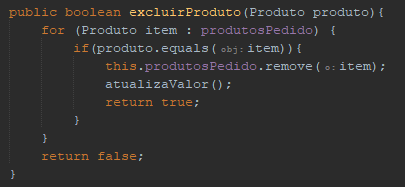 public boolean excluirProduto(Produto produto){
    for (Produto item : produtosPedido) {
        if(produto.equals( obj: item)){
            this.produtosPedido.remove( o: item);
            atualizaValor();
            return true;
        }
    }
    return false;
}